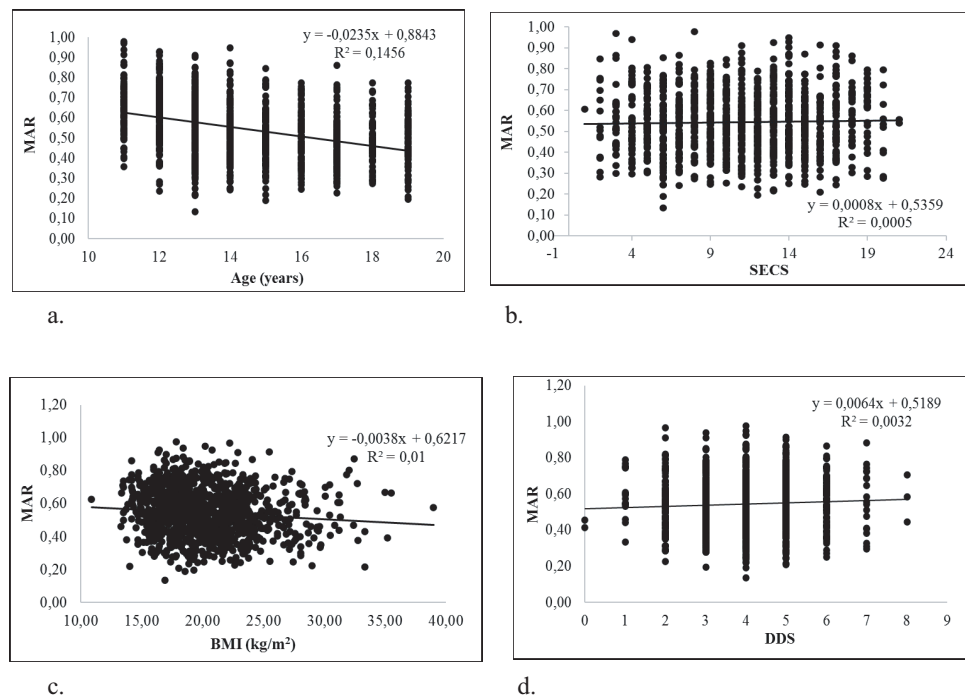 y = -0,0235x + 0,8843
R² = 0,1456
1,00
0,90
0,80
0,70
0,60
0,50
0,40
0,30
0,20
0,10
0,00
MAR
10 12 14 16 18 20
Age (years)
a.
y = 0,0008x + 0,5359
R² = 0,0005
1,00
0,90
0,80
0,70
0,60
0,50
0,40
0,30
0,20
0,10
0,00
MAR
-1 4 9 14 19 24
SECS
b.
y = -0,0038x + 0,6217
R² = 0,01
1,20
1,00
0,80
0,60
0,40
0,20
0,00
MAR
10,00 15,00 20,00 25,00 30,00 35,00 40,00
BMI (kg/m²)
c.
y = 0,0064x + 0,5189
R² = 0,0032
1,20
1,00
0,80
0,60
0,40
0,20
0,00
MAR
0 1 2 3 4 5 6 7 8 9
DDS
d.